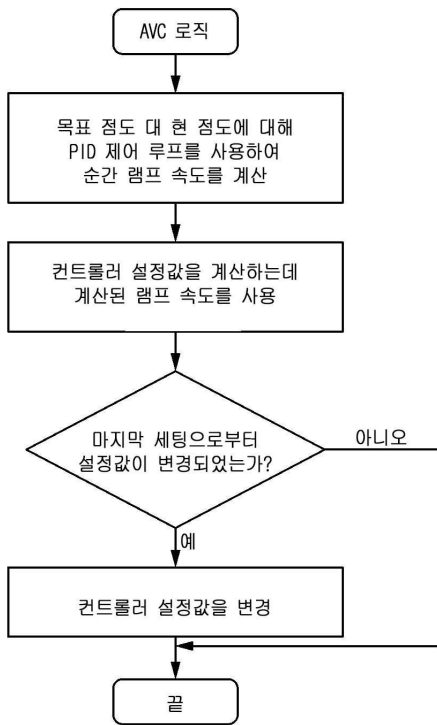 AVC 로직
목표 점도 대 현 점도에 대해
PID 제어 루프를 사용하여
순간 램프 속도를 계산
컨트롤러 설정값을 계산하는데
계산된 램프 속도를 사용
마지막 세팅으로부터
설정값이 변경되었는가?
아니오
예
컨트롤러 설정값을 변경
끝